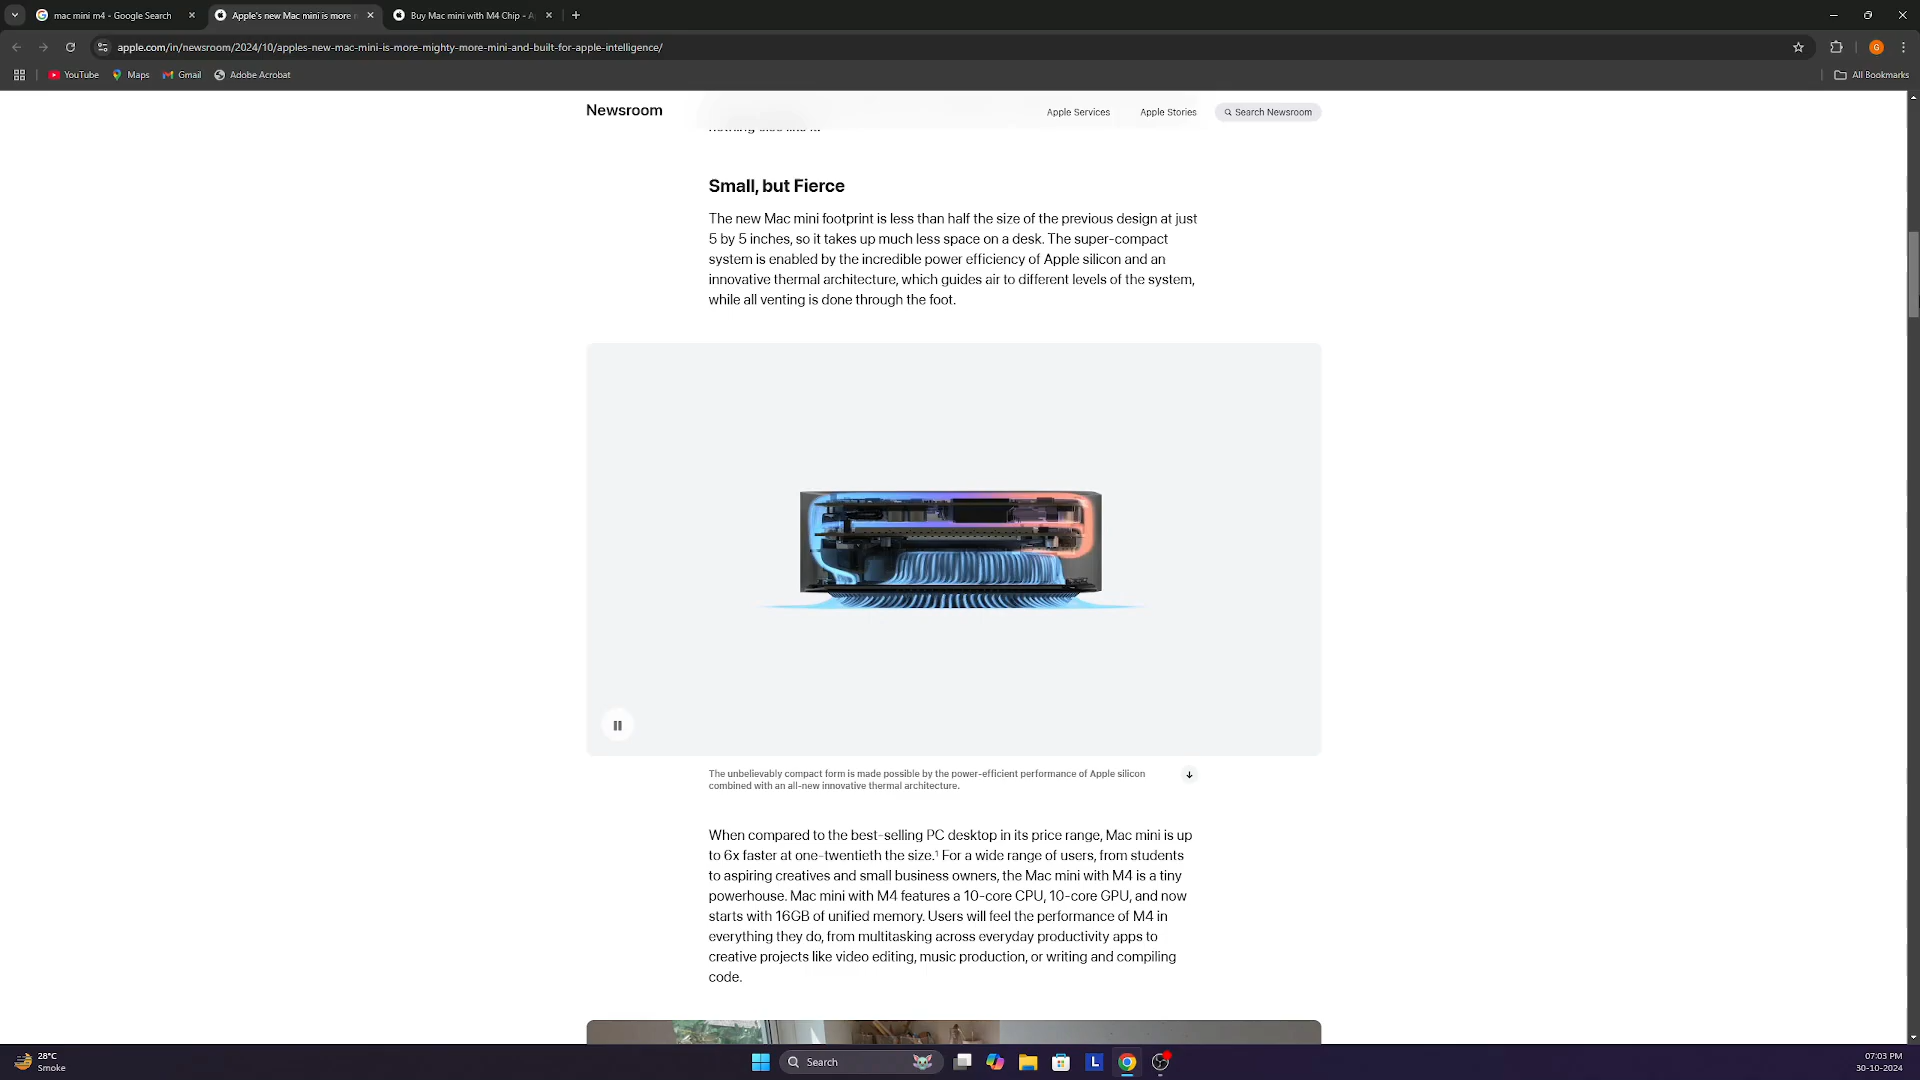 mac mini m4 - Google Search
Apple's new Mac mini is more
Buy Mac mini with M4 Chip -
apple.com/in/newsroom/2024/10/apples-new-mac-mini-is-more-mighty-more-mini-and-built-for-apple-intelligence/
G
YouTube
Maps
Gmail
Adobe Acrobat
All Bookmarks
Newsroom
Apple Services
Apple Stories
Search Newsroom
Small, but Fierce
The new Mac mini footprint is less than half the size of the previous design at just
5 by 5 inches, so it takes up much less space on a desk. The super-compact
system is enabled by the incredible power efficiency of Apple silicon and an
innovative thermal architecture, which guides air to different levels of the system,
while all venting is done through the foot.
The unbelievably compact form is made possible by the power-efficient performance of Apple silicon
combined with an all-new innovative thermal architecture.
When compared to the best-selling PC desktop in its price range, Mac mini is up
to 6x faster at one-twentieth the size.¹ For a wide range of users, from students
to aspiring creatives and small business owners, the Mac mini with M4 is a tiny
powerhouse. Mac mini with M4 features a 10-core CPU, 10-core GPU, and now
starts with 16GB of unified memory. Users will feel the performance of M4 in
everything they do, from multitasking across everyday productivity apps to
creative projects like video editing, music production, or writing and compiling
code.
28°C
Smoke
Search
L
07:03 PM
30-10-2024